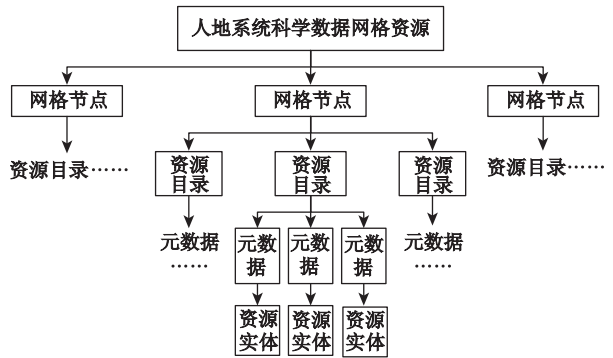 人地系统科学数据网格资源
网格节点
网格节点
网格节点
资源目录……
资源
目录
资源
目录
资源
目录
资源目录……
元数据
……
元数
据
元数
据
元数
据
元数据
……
资源
实体
资源
实体
资源
实体